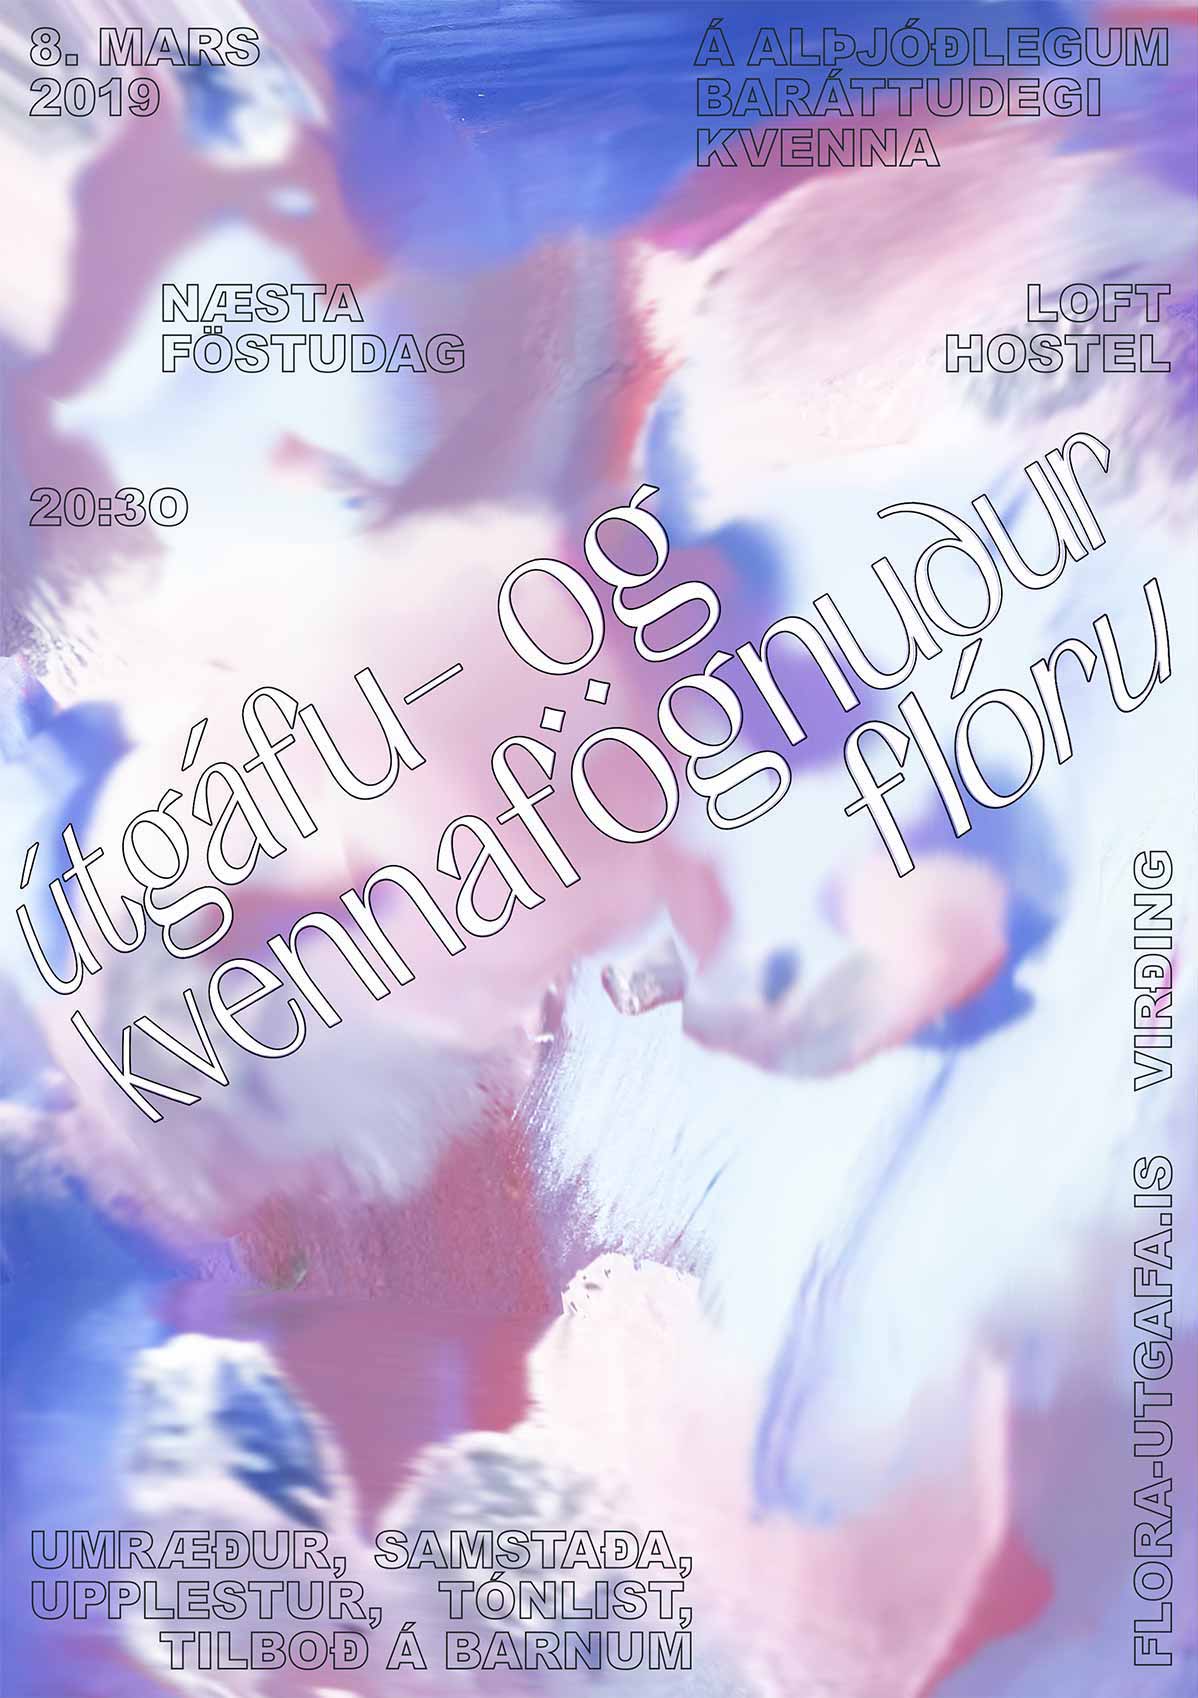 8. MARS
2019
Á ALÞJÓÐLEGUM
BARÁTTUDEGI
KVENNA
NÆSTA
FÖSTUDAG
LOFT
HOSTEL
20:30
útgáfu- og
kvennafögnuður
flóru
FLORA-UTGAFA.IS VIRÐING
UMRÆÐUR, SAMSTAÐA,
UPPLESTUR, TÓNLIST,
TILBOÐ Á BARNUM